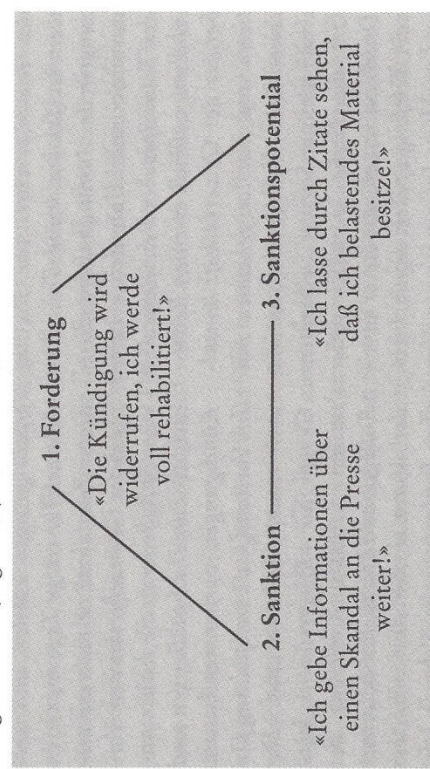 1. Forderung
«Die Kündigung wird
widerrufen, ich werde
voll rehabilitiert!»
2. Sanktion
«Ich gebe Informationen über
einen Skandal an die Presse
weiter!»
3. Sanktionspotential
«Ich lasse durch Zitate sehen,
daß ich belastendes Material
besitze!»